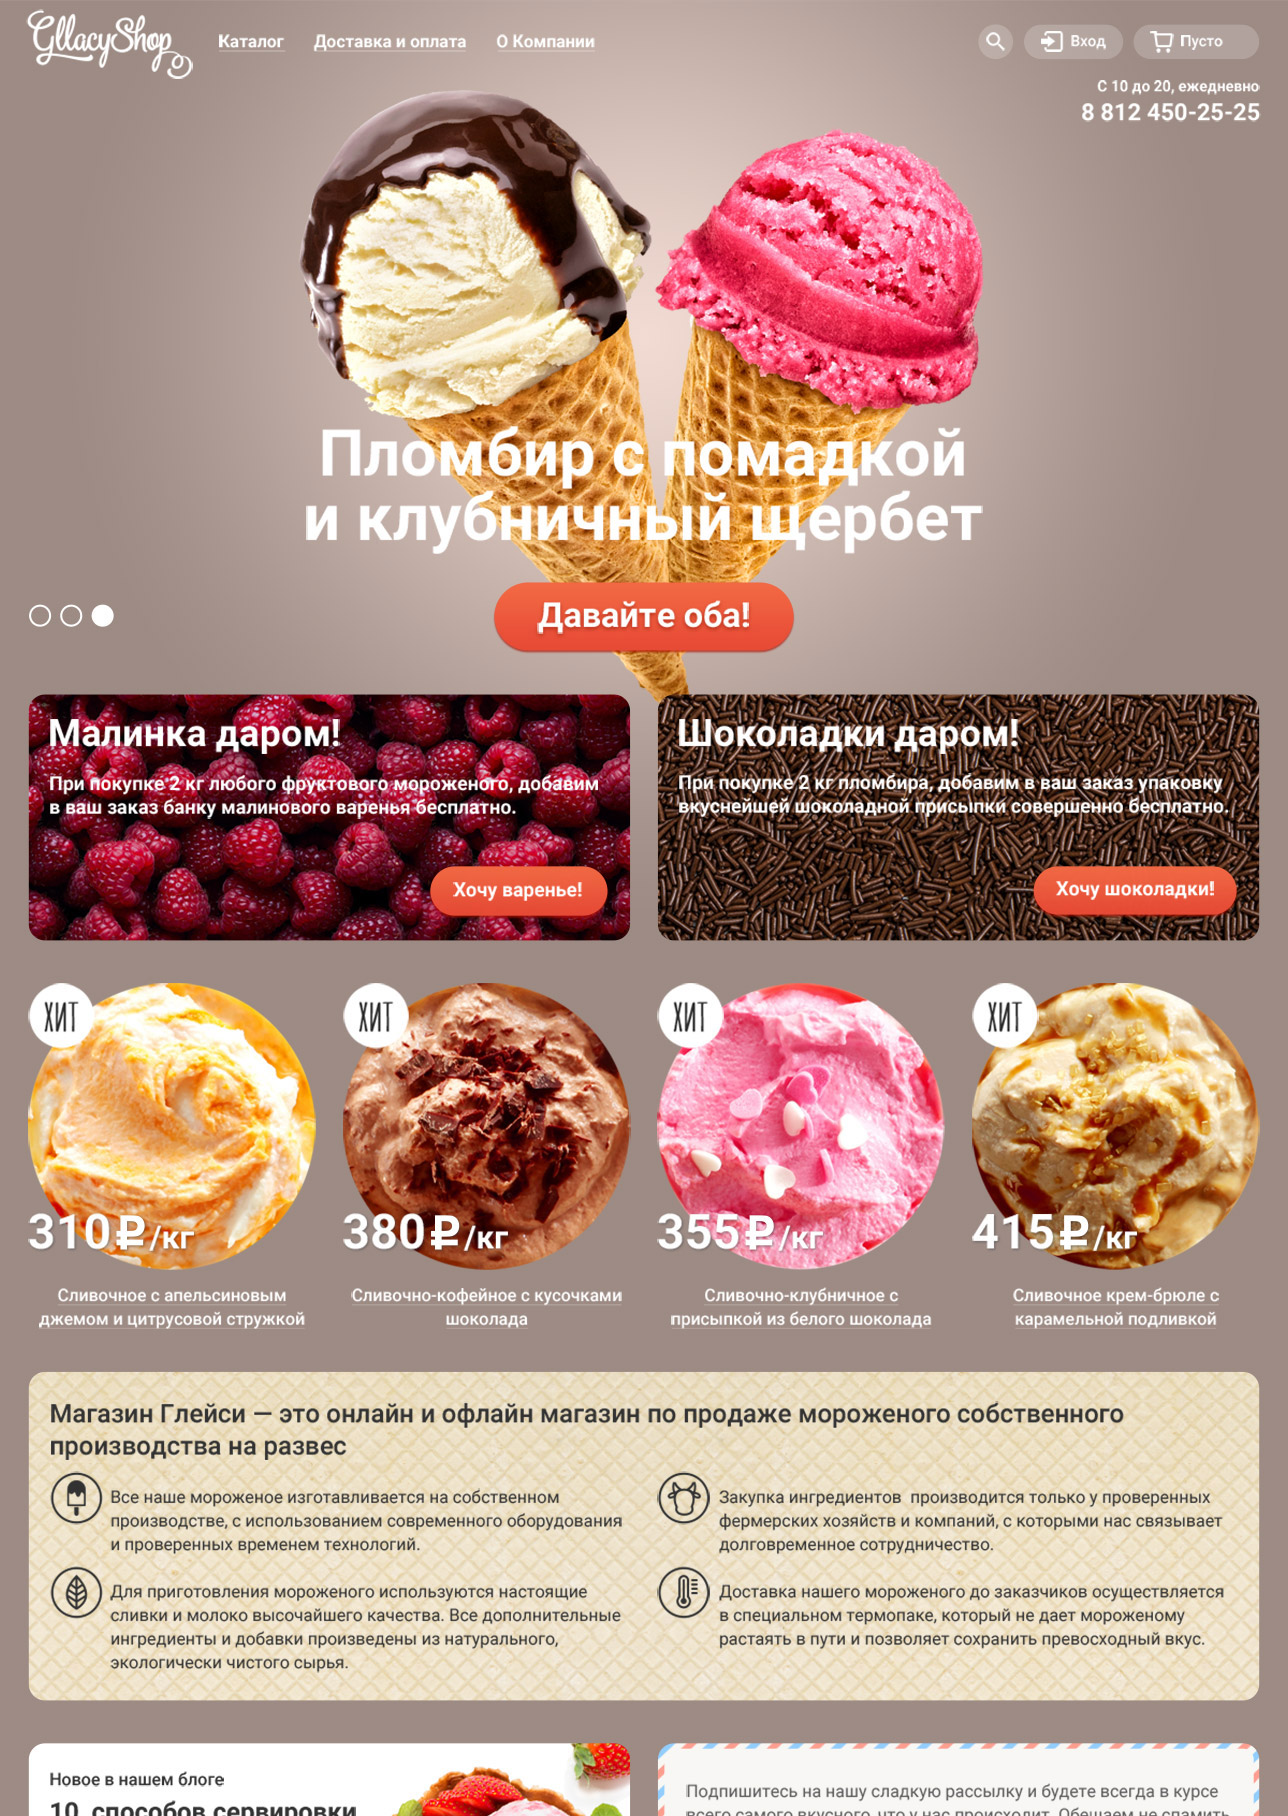 GllacyShop
Каталог
Доставка и оплата
О Компании
Вход
Пусто
С 10 до 20, ежедневно
8 812 450-25-25
Пломбир с помадкой
и клубничный щербет
Давайте оба!
Малинка даром!
При покупке 2 кг любого фруктового мороженого, добавим
в ваш заказ банку малинового варенья бесплатно.
Хочу варенье!
Шоколадки даром!
При покупке 2 кг пломбира, добавим в ваш заказ упаковку
вкуснейшей шоколадной присыпки совершенно бесплатно.
Хочу шоколадки!
ХИТ
310₽/кг
Сливочное с апельсиновым
джемом и цитрусовой стружкой
ХИТ
380₽/кг
Сливочно-кофейное с кусочками
шоколада
ХИТ
355₽/кг
Сливочно-клубничное с
присыпкой из белого шоколада
ХИТ
415₽/кг
Сливочное крем-брюле с
карамельной подливкой
Магазин Глейси — это онлайн и офлайн магазин по продаже мороженого собственного
производства на развес
Все наше мороженое изготавливается на собственном
производстве, с использованием современного оборудования
и проверенных временем технологий.
Закупка ингредиентов производится только у проверенных
фермерских хозяйств и компаний, с которыми нас связывает
долговременное сотрудничество.
Для приготовления мороженого используются настоящие
сливки и молоко высочайшего качества. Все дополнительные
ингредиенты и добавки произведены из натурального,
экологически чистого сырья.
Доставка нашего мороженого до заказчиков осуществляется
в специальном термопаке, который не дает мороженому
растаять в пути и позволяет сохранить превосходный вкус.
Новое в нашем блоге
10 способов сервировки
Подпишитесь на нашу сладкую рассылку и будете всегда в курсе
всего самого вкусного, что у нас происходит. Обещаем не спамить